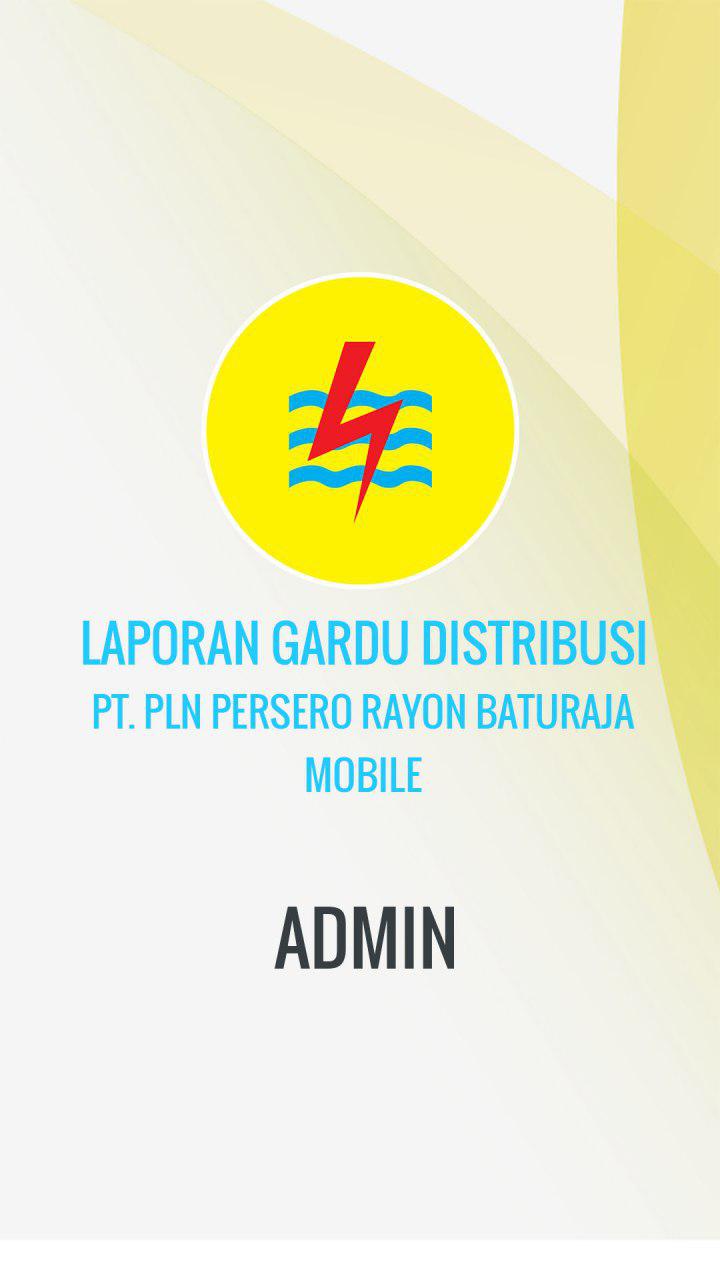 LAPORAN GARDU DISTRIBUSI
PT. PLN PERSERO RAYON BATURAJA
MOBILE
ADMIN